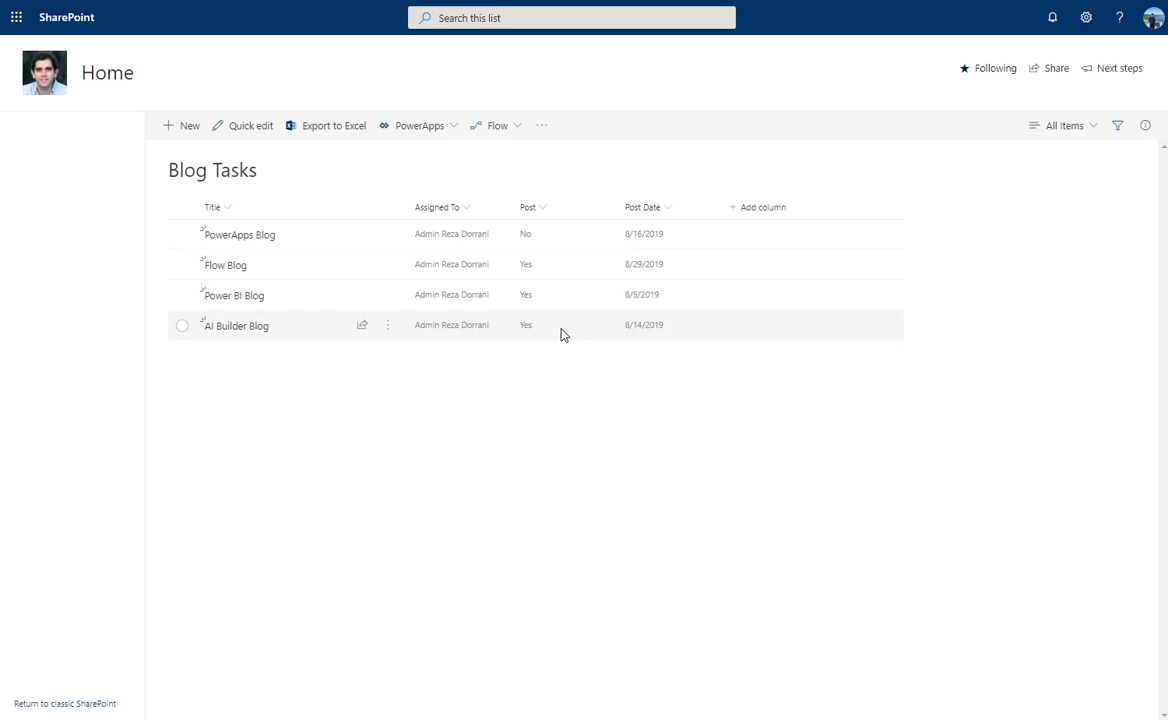 SharePoint
Search this list
?
Home
Following
Share
Next steps
New
Quick edit
Export to Excel
PowerApps
Flow
...
All Items
Blog Tasks
Title
Assigned To
Post
Post Date
+ Add column
PowerApps Blog
Admin Reza Dorrani
No
8/16/2019
Flow Blog
Admin Reza Dorrani
Yes
8/29/2019
Power BI Blog
Admin Reza Dorrani
Yes
8/5/2019
AI Builder Blog
Admin Reza Dorrani
Yes
8/14/2019
Return to classic SharePoint